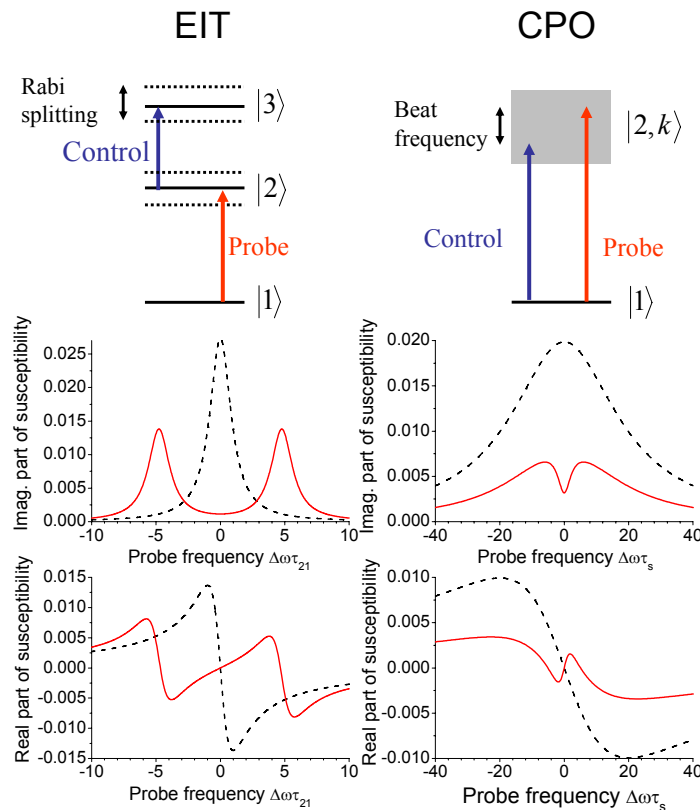 EIT
CPO
Rabi
splitting
|3⟩
Control
|2⟩
Probe
|1⟩
Beat
frequency
|2,k⟩
Control
Probe
|1⟩
Imag. part of susceptibility
0.025
0.020
0.015
0.010
0.005
0.000
-10 -5 0 5 10
Probe frequency Δωτ21
Imag. part of susceptibility
0.020
0.015
0.010
0.005
0.000
-40 -20 0 20 40
Probe frequency Δωτs
Real part of susceptibility
0.015
0.010
0.005
0.000
-0.005
-0.010
-0.015
-10 -5 0 5 10
Probe frequency Δωτ21
Real part of susceptibility
0.010
0.005
0.000
-0.005
-0.010
-40 -20 0 20 40
Probe frequency Δωτs